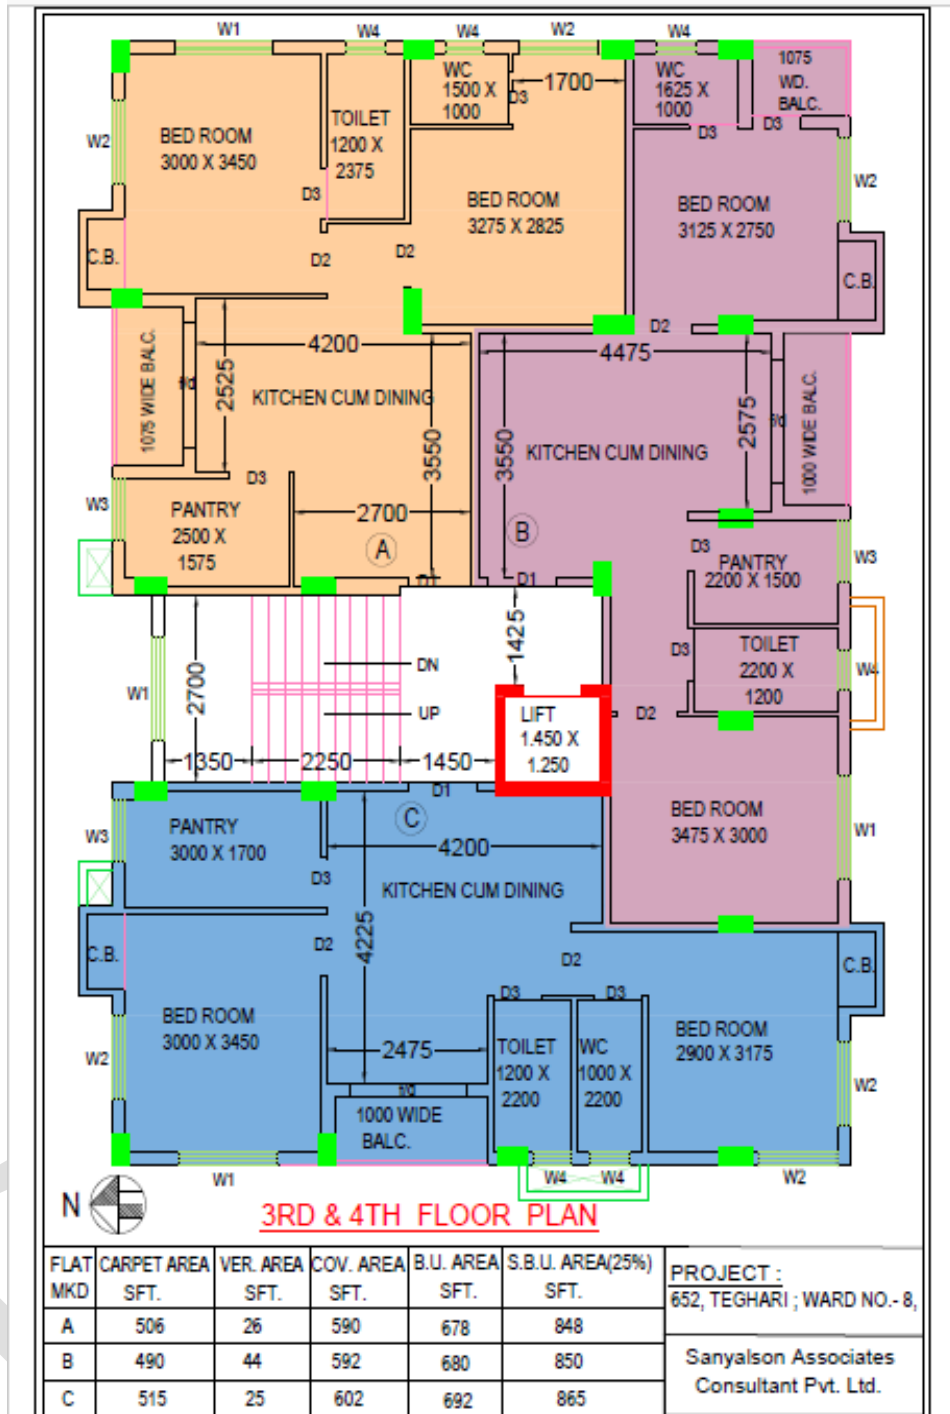 W1
W4
W4
W2
W4
WC
1500 X
1000
D3
1700
WC
1625 X
1000
1075
WD.
BALC.
TOILET
1200 X
2375
D3
D3
W2
BED ROOM
3000 X 3450
D3
BED ROOM
3275 X 2825
BED ROOM
3125 X 2750
W2
C.B.
D2
D2
C.B.
D2
4200
4475
1075 WIDE BALC.
f/d
2525
KITCHEN CUM DINING
3550
3550
KITCHEN CUM DINING
2575
f/d
1000 WIDE BALC.
D3
W3
PANTRY
2500 X
1575
2700
A
B
D1
D1
D3
PANTRY
2200 X 1500
W3
1425
2700
DN
UP
W1
TOILET
2200 X
1200
D3
W4
LIFT
1.450 X
1.250
D2
1350
2250
1450
D1
BED ROOM
3475 X 3000
W1
C
W3
PANTRY
3000 X 1700
4200
D3
KITCHEN CUM DINING
4225
C.B.
D2
D2
C.B.
D3
D3
BED ROOM
3000 X 3450
BED ROOM
2900 X 3175
W2
2475
TOILET
1200 X
2200
WC
1000 X
2200
W2
f/d
1000 WIDE
BALC.
W1
W4
W4
W2
N
3RD & 4TH FLOOR PLAN
FLAT MKD CARPET AREA SFT. VER. AREA SFT. COV. AREA SFT. B.U. AREA SFT. S.B.U. AREA(25%) SFT.
A 506 26 590 678 848
B 490 44 592 680 850
C 515 25 602 692 865
PROJECT :
652, TEGHARI ; WARD NO.- 8,
Sanyalson Associates
Consultant Pvt. Ltd.